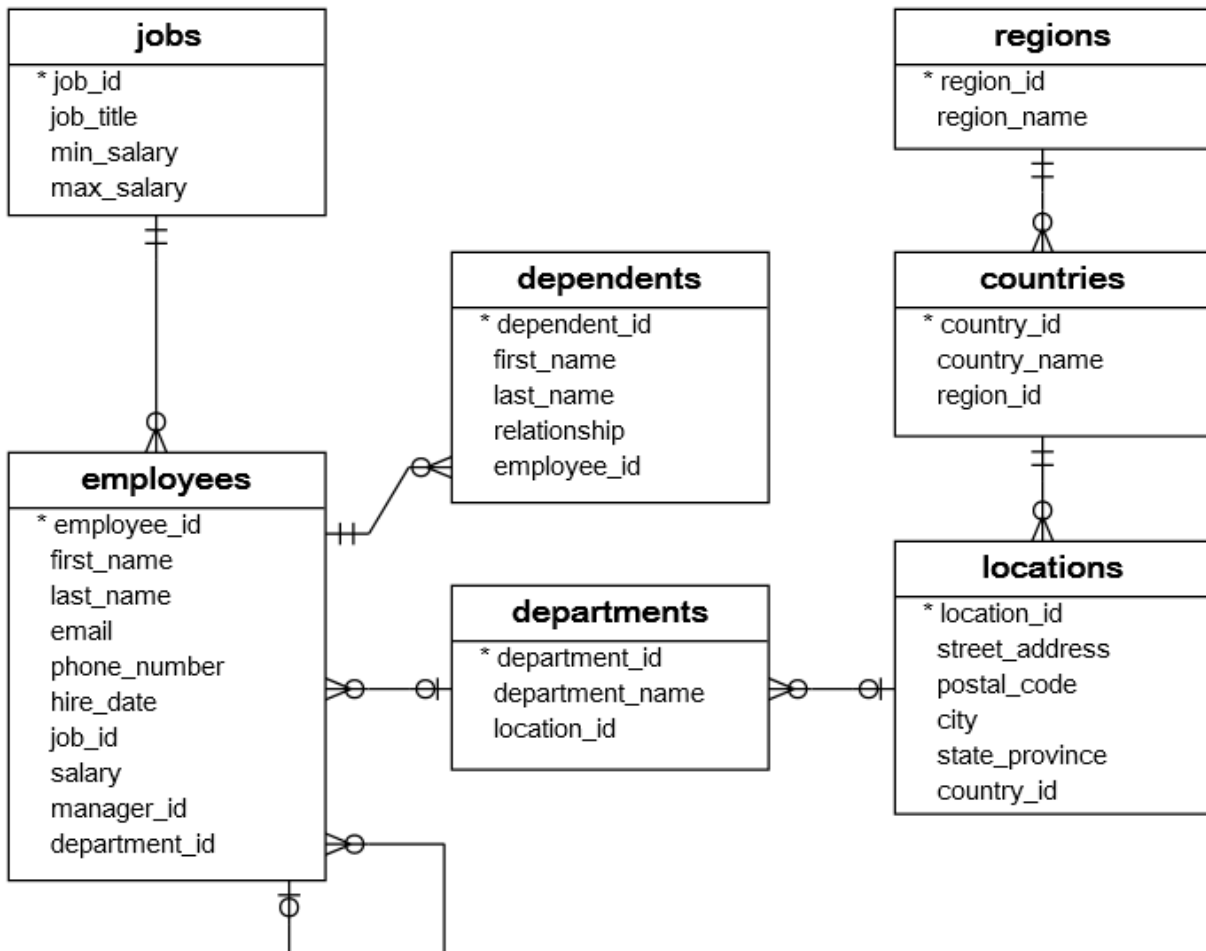 jobs
* job_id
job_title
min_salary
max_salary
regions
* region_id
region_name
dependents
* dependent_id
first_name
last_name
relationship
employee_id
countries
* country_id
country_name
region_id
employees
* employee_id
first_name
last_name
email
phone_number
hire_date
job_id
salary
manager_id
department_id
departments
* department_id
department_name
location_id
locations
* location_id
street_address
postal_code
city
state_province
country_id